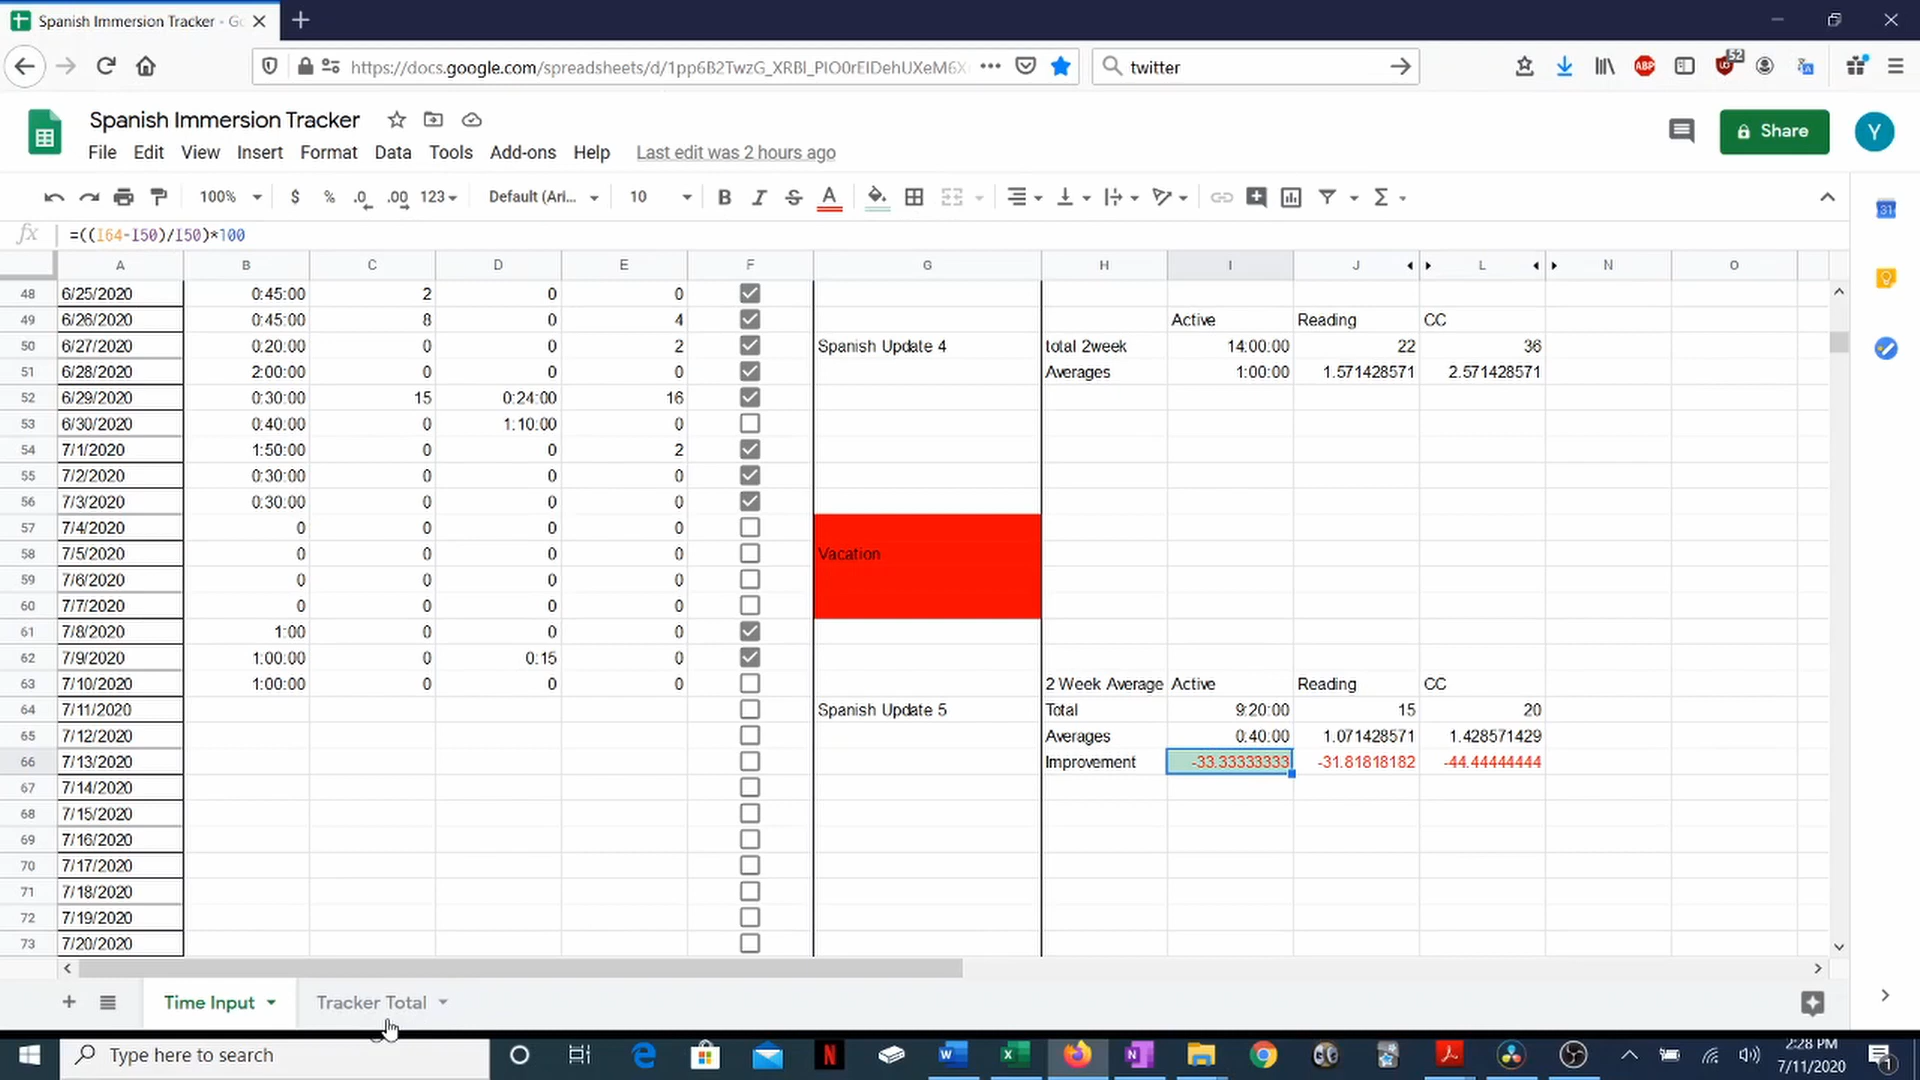 Spanish Immersion Tracker - Go
https://docs.google.com/spreadsheets/d/1pp6B2TwzG_XRBl_PIO0rEIDehUXeM6X
twitter
52
Spanish Immersion Tracker
Share
Y
File Edit View Insert Format Data Tools Add-ons Help Last edit was 2 hours ago
100% $ % .0 .00 123 Default (Ari... 10 B I S A
fx =((I64-I50)/I50)*100
A B C D E F G H I J L N O
48 6/25/2020 0:45:00 2 0 0
49 6/26/2020 0:45:00 8 0 4 Active Reading CC
50 6/27/2020 0:20:00 0 0 2 Spanish Update 4 total 2week 14:00:00 22 36
51 6/28/2020 2:00:00 0 0 0 Averages 1:00:00 1.571428571 2.571428571
52 6/29/2020 0:30:00 15 0:24:00 16
53 6/30/2020 0:40:00 0 1:10:00 0
54 7/1/2020 1:50:00 0 0 2
55 7/2/2020 0:30:00 0 0 0
56 7/3/2020 0:30:00 0 0 0
57 7/4/2020 0 0 0 0
58 7/5/2020 0 0 0 0 Vacation
59 7/6/2020 0 0 0 0
60 7/7/2020 0 0 0 0
61 7/8/2020 1:00 0 0 0
62 7/9/2020 1:00:00 0 0:15 0
63 7/10/2020 1:00:00 0 0 0 2 Week Average Active Reading CC
64 7/11/2020 Spanish Update 5 Total 9:20:00 15 20
65 7/12/2020 Averages 0:40:00 1.071428571 1.428571429
66 7/13/2020 Improvement -33.33333333 -31.81818182 -44.44444444
67 7/14/2020
68 7/15/2020
69 7/16/2020
70 7/17/2020
71 7/18/2020
72 7/19/2020
73 7/20/2020
Time Input Tracker Total
Type here to search
2:28 PM
7/11/2020
1